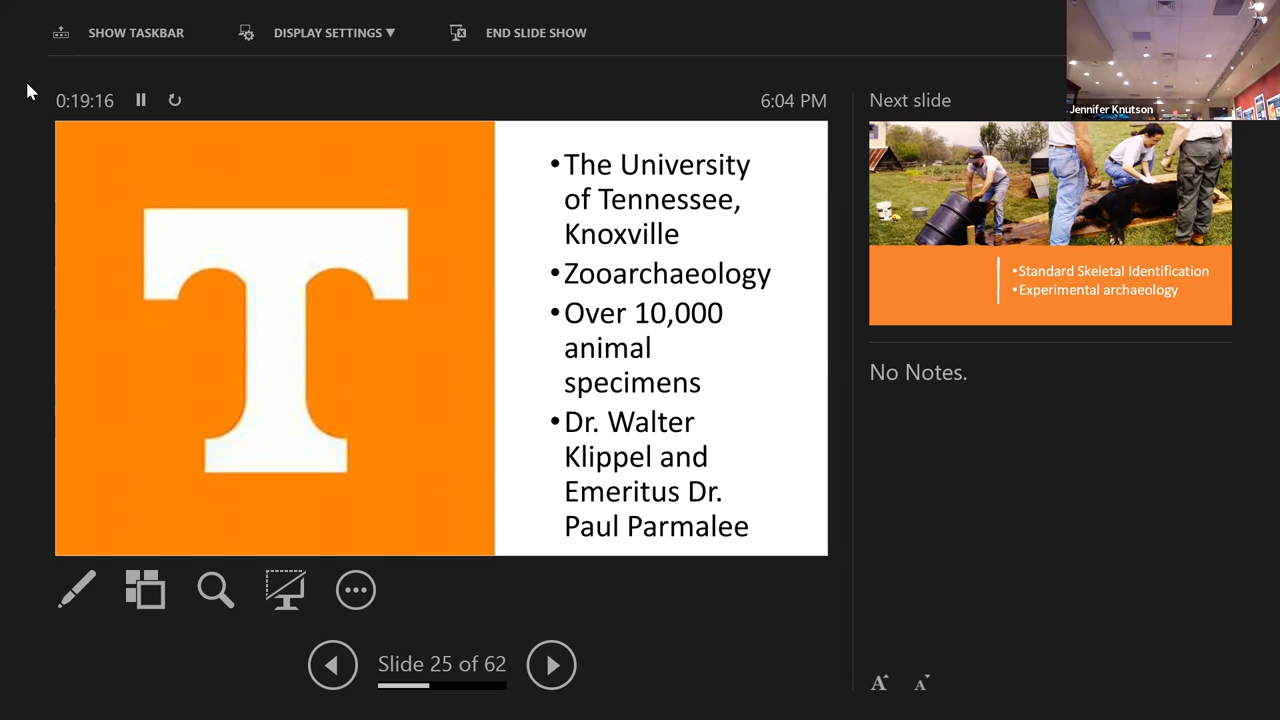 SHOW TASKBAR
DISPLAY SETTINGS ▼
END SLIDE SHOW
Jennifer Knutson
0:19:16
6:04 PM
Next slide
T
•The University
of Tennessee,
Knoxville
•Zooarchaeology
•Over 10,000
animal
specimens
•Dr. Walter
Klippel and
Emeritus Dr.
Paul Parmalee
•Standard Skeletal Identification
•Experimental archaeology
No Notes.
Slide 25 of 62
A A